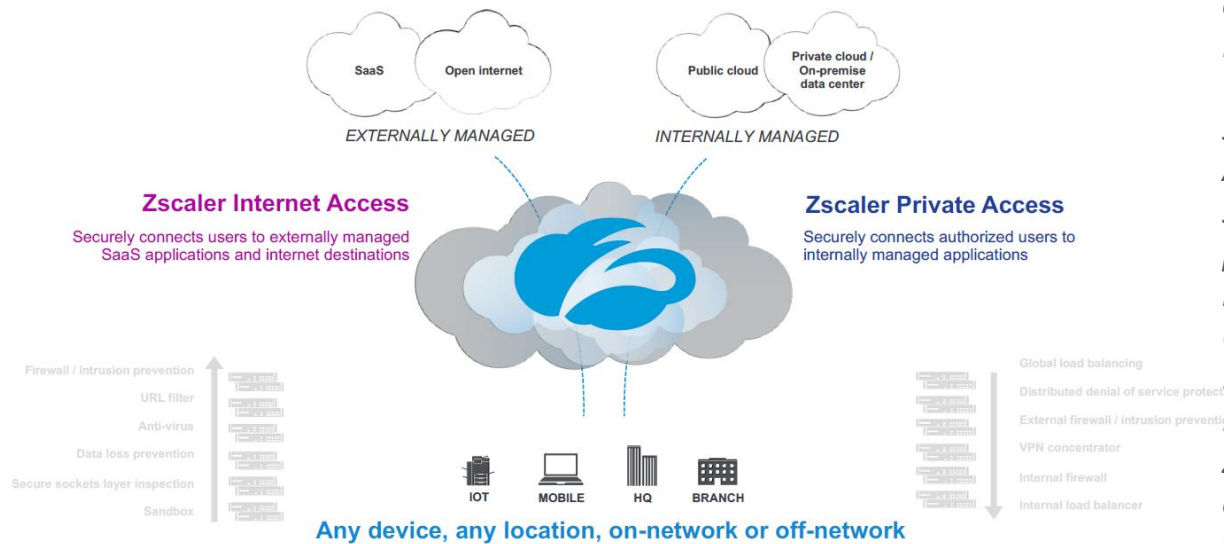 SaaS
Open internet
Public cloud
Private cloud /
On-premise
data center
EXTERNALLY MANAGED
INTERNALLY MANAGED
Zscaler Internet Access
Securely connects users to externally managed
SaaS applications and internet destinations
Zscaler Private Access
Securely connects authorized users to
internally managed applications
Firewall / intrusion prevention
URL filter
Anti-virus
Data loss prevention
Secure sockets layer inspection
Sandbox
Global load balancing
Distributed denial of service protect
External firewall / intrusion preventi
VPN concentrator
Internal firewall
Internal load balancer
IOT
MOBILE
HQ
BRANCH
Any device, any location, on-network or off-network